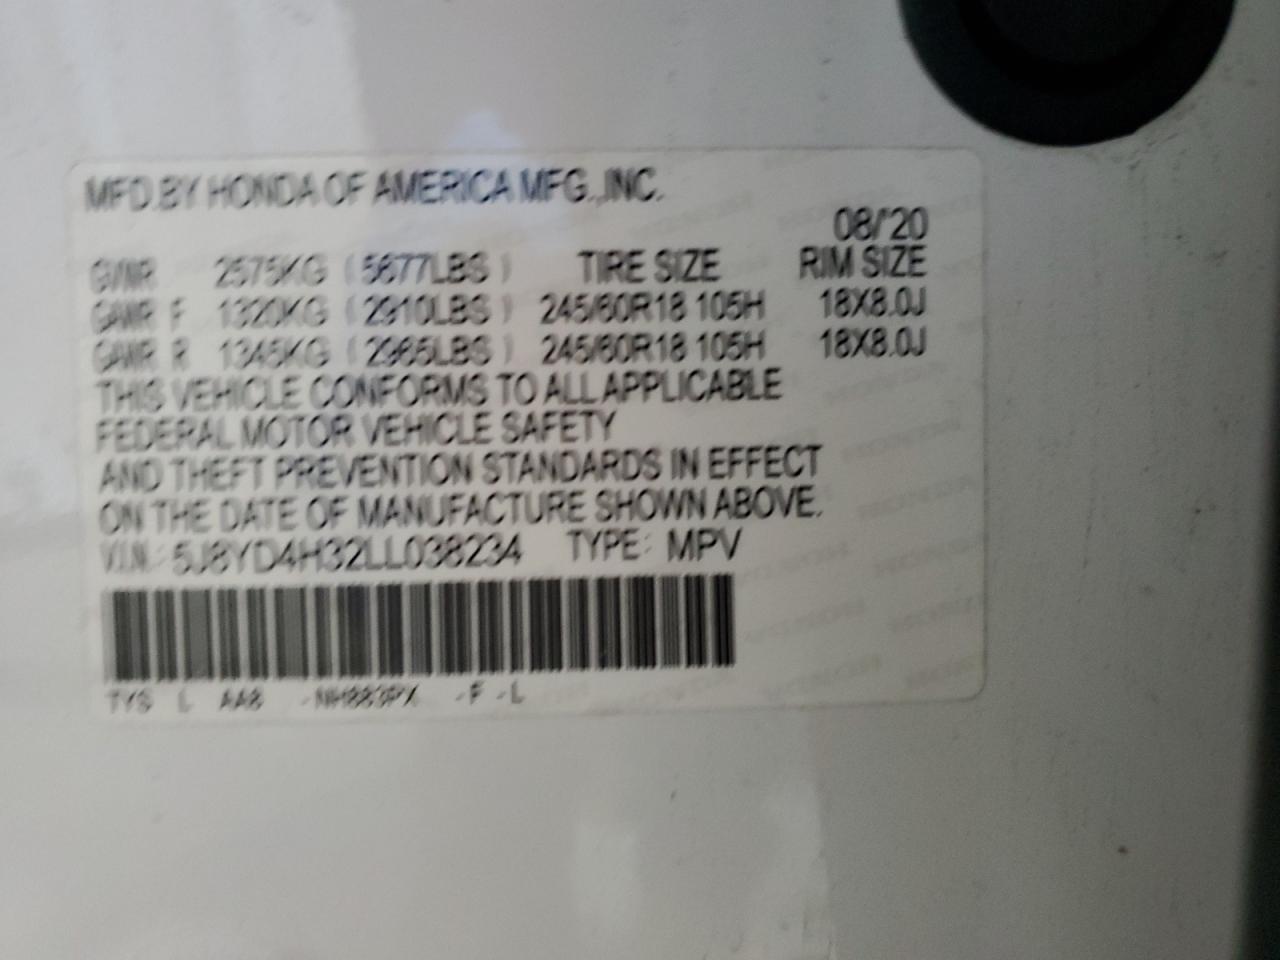 MFD. BY HONDA OF AMERICA MFG., INC.
08/'20
GVWR 2575KG (5677LBS) TIRE SIZE RIM SIZE
GAWR F 1320KG (2910LBS) 245/60R18 105H 18X8.0J
GAWR R 1345KG (2965LBS) 245/60R18 105H 18X8.0J
THIS VEHICLE CONFORMS TO ALL APPLICABLE
FEDERAL MOTOR VEHICLE SAFETY
AND THEFT PREVENTION STANDARDS IN EFFECT
ON THE DATE OF MANUFACTURE SHOWN ABOVE.
V.I.N.: 5J8YD4H32LL038234 TYPE: MPV
TYS L AA8 -NH883PX -F -L